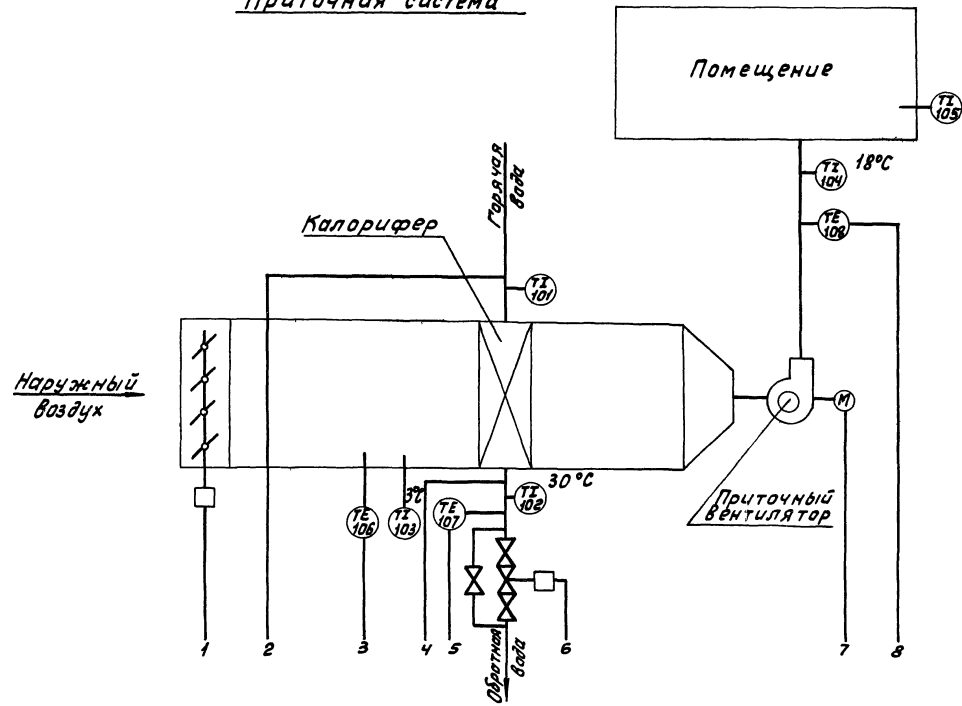 Приточная система
Помещение
TI
105
TI
104
18°C
TE
108
Горячая
вода
Калорифер
TI
101
Наружный
воздух
M
Приточный
вентилятор
30°C
3°C
TE
106
TI
103
TE
107
TI
102
1
2
3
4
5
Обратная
вода
6
7
8